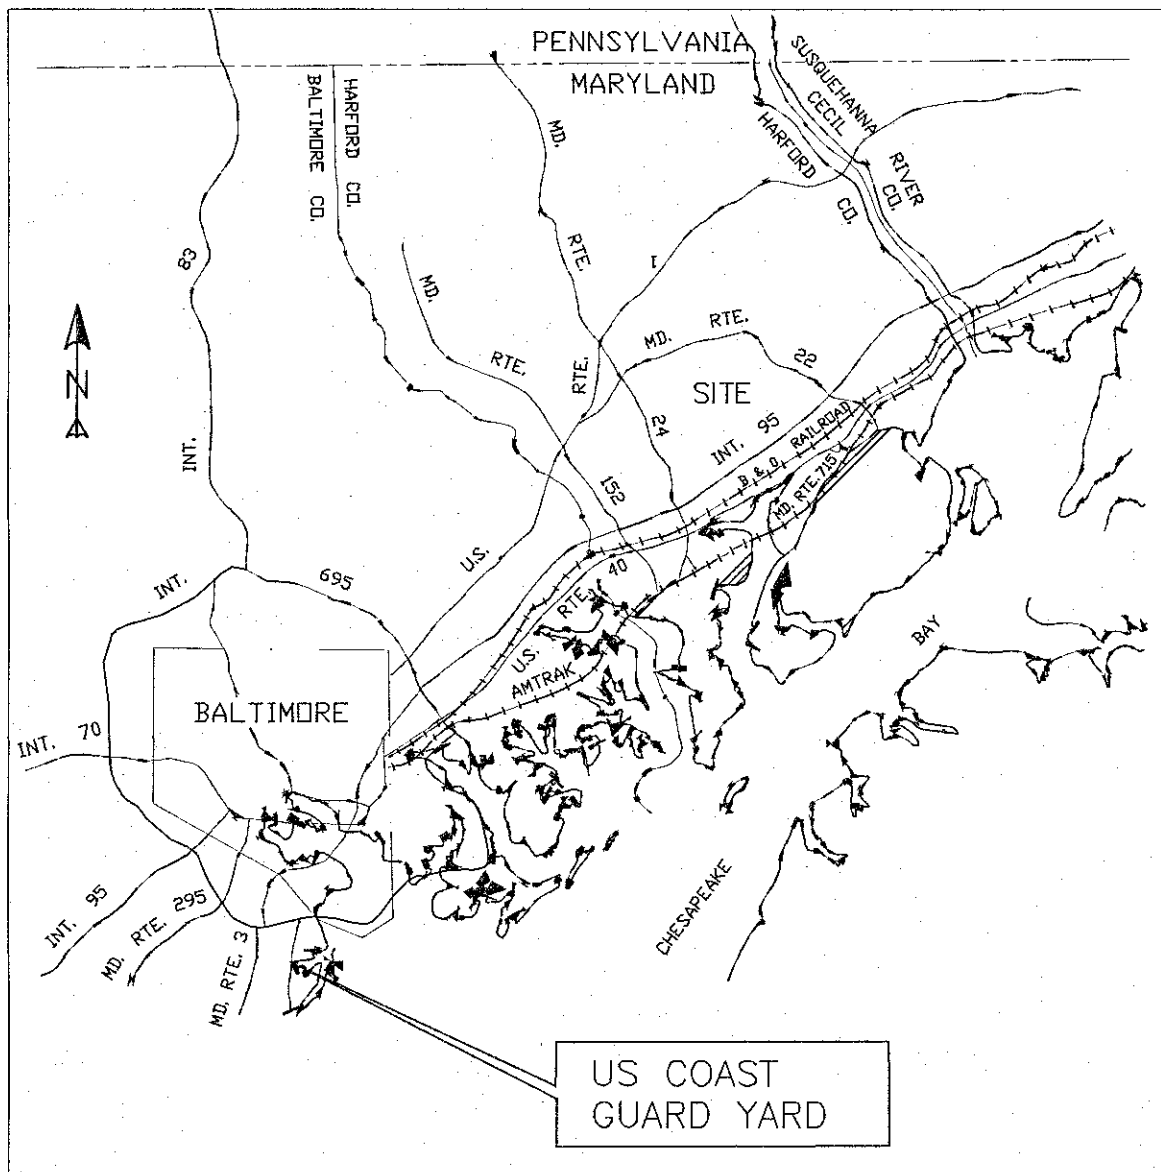 PENNSYLVANIA
MARYLAND
SUSQUEHANNA
RIVER
CECIL
CO.
HARFORD
CO.
HARFORD CO.
BALTIMORE CO.
MD.
RTE.
24
83
INT.
MD.
RTE.
152
1
RTE.
U.S.
MD. RTE.
22
SITE
INT. 95
B & O RAILROAD
MD. RTE. 715
N
INT.
695
U.S. RTE. 40
AMTRAK
BAY
CHESAPEAKE
BALTIMORE
INT. 70
INT. 95
MD. RTE. 295
MD. RTE. 3
US COAST
GUARD YARD